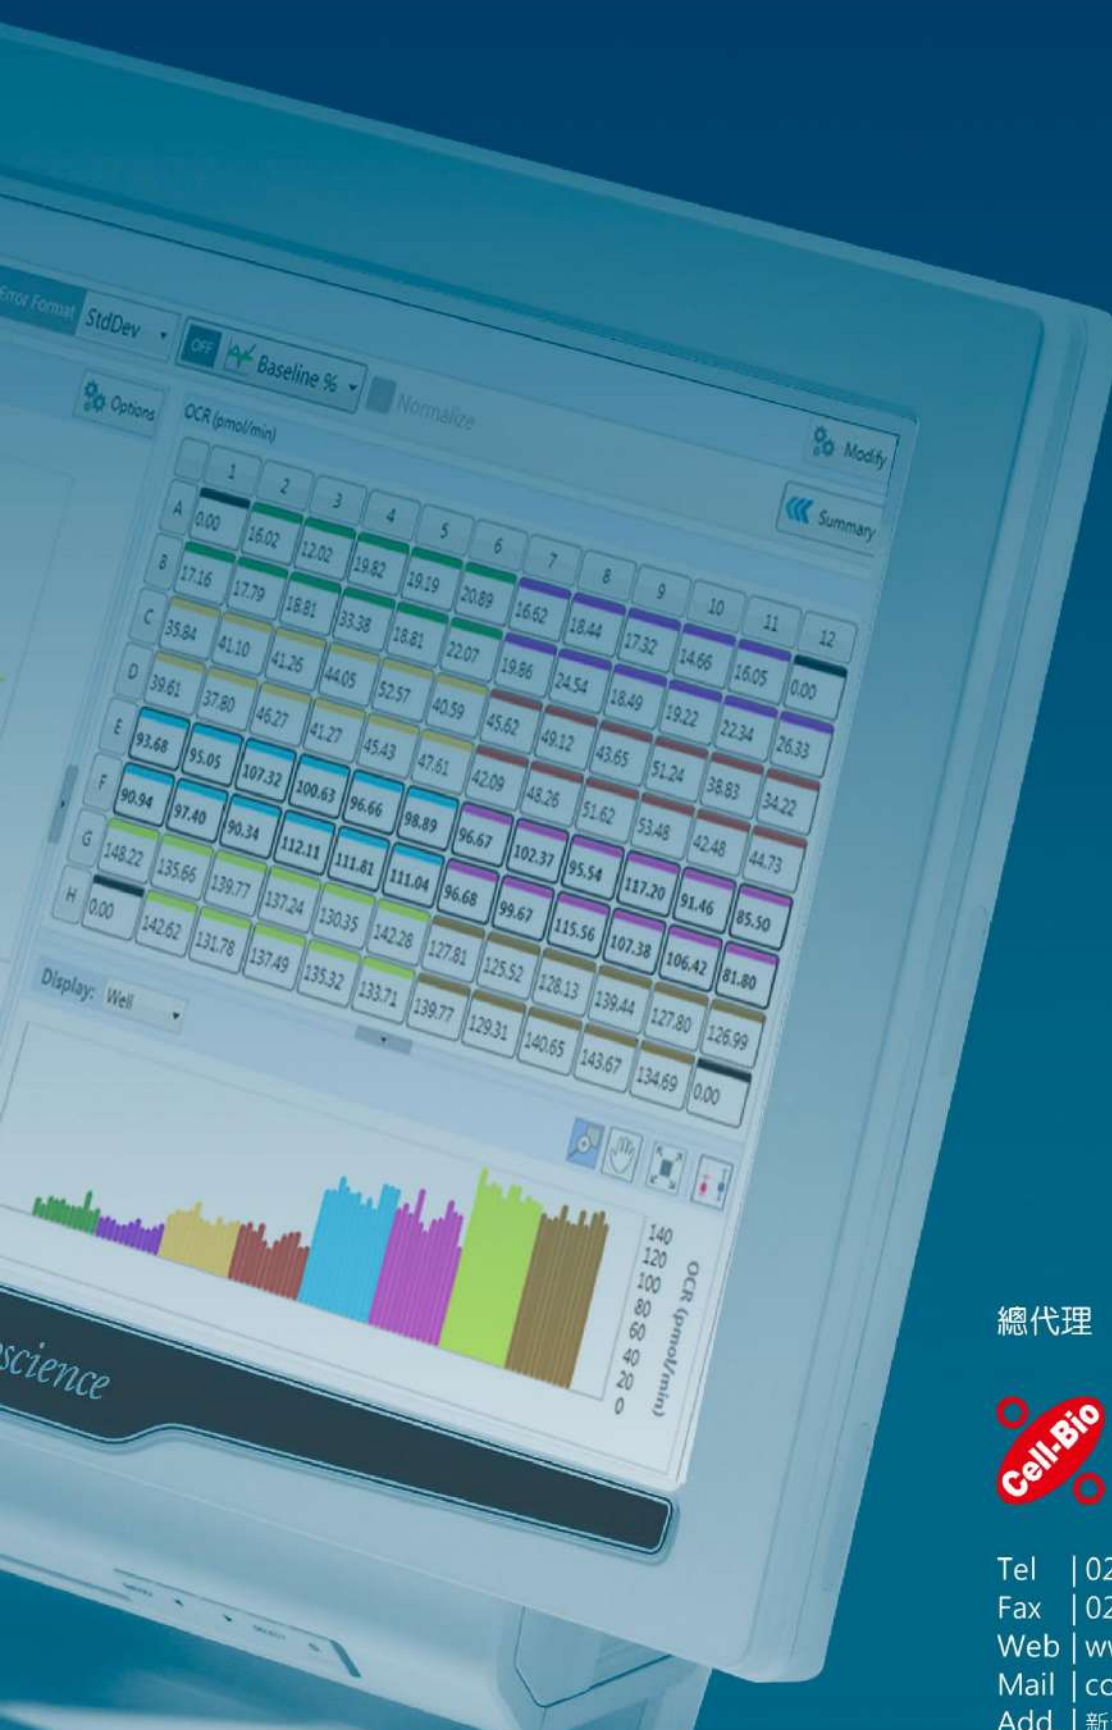 Error Format StdDev OFF Baseline % Normalize
Modify
Options OCR (pmol/min)
Summary
1 2 3 4 5 6 7 8 9 10 11 12
A 0.00 16.02 12.02 19.82 19.19 20.89 16.62 18.44 17.32 14.66 16.05 0.00
B 17.16 17.79 18.81 33.38 18.81 22.07 19.86 24.54 18.49 19.22 22.34 26.33
C 35.84 41.10 41.26 44.05 52.57 40.59 45.62 49.12 43.65 51.24 38.83 34.22
D 39.61 37.80 46.27 41.27 45.43 47.61 42.09 48.26 51.62 53.48 42.48 44.73
E 93.68 95.05 107.32 100.63 96.66 98.89 96.67 102.37 95.54 117.20 91.46 85.50
F 90.94 97.40 90.34 112.11 111.81 111.04 96.68 99.67 115.56 107.38 106.42 81.80
G 148.22 135.66 139.77 137.24 130.35 142.28 127.81 125.52 128.13 139.44 127.80 126.99
H 0.00 142.62 131.78 137.49 135.32 133.71 139.77 129.31 140.65 143.67 134.69 0.00
Display: Well
140
120
100
80
60
40
20
0
OCR (pmol/min)
science
總代理
Cell-Bio
Tel | 02
Fax | 02
Web | ww
Mail | co
Add | 新